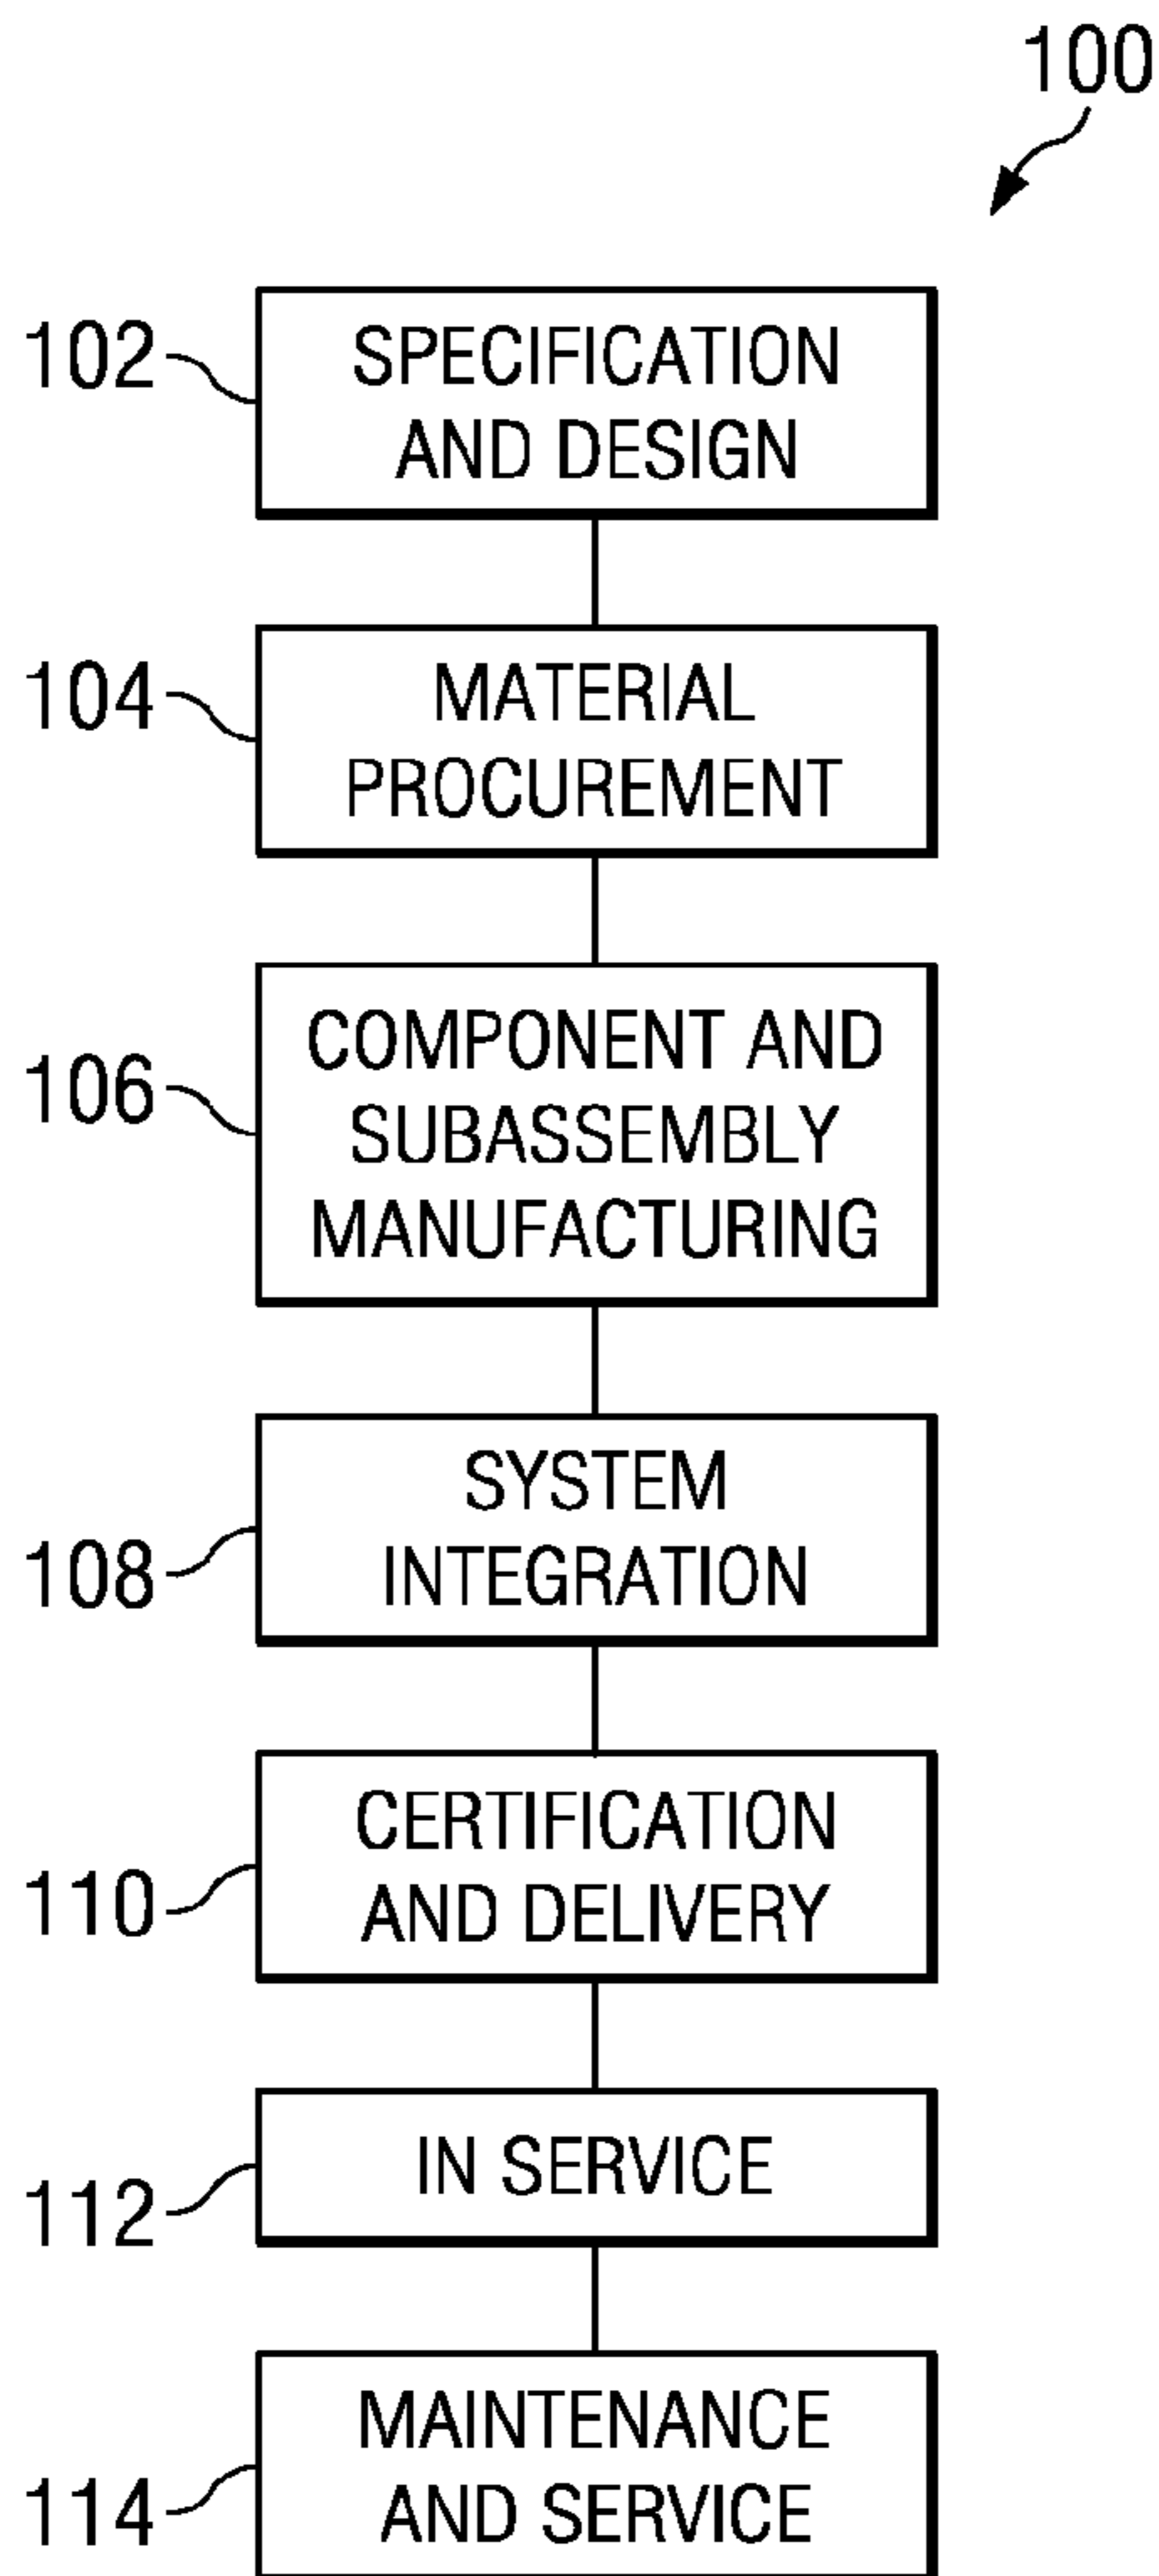 100
102
SPECIFICATION
AND DESIGN
104
MATERIAL
PROCUREMENT
106
COMPONENT AND
SUBASSEMBLY
MANUFACTURING
108
SYSTEM
INTEGRATION
110
CERTIFICATION
AND DELIVERY
112
IN SERVICE
114
MAINTENANCE
AND SERVICE